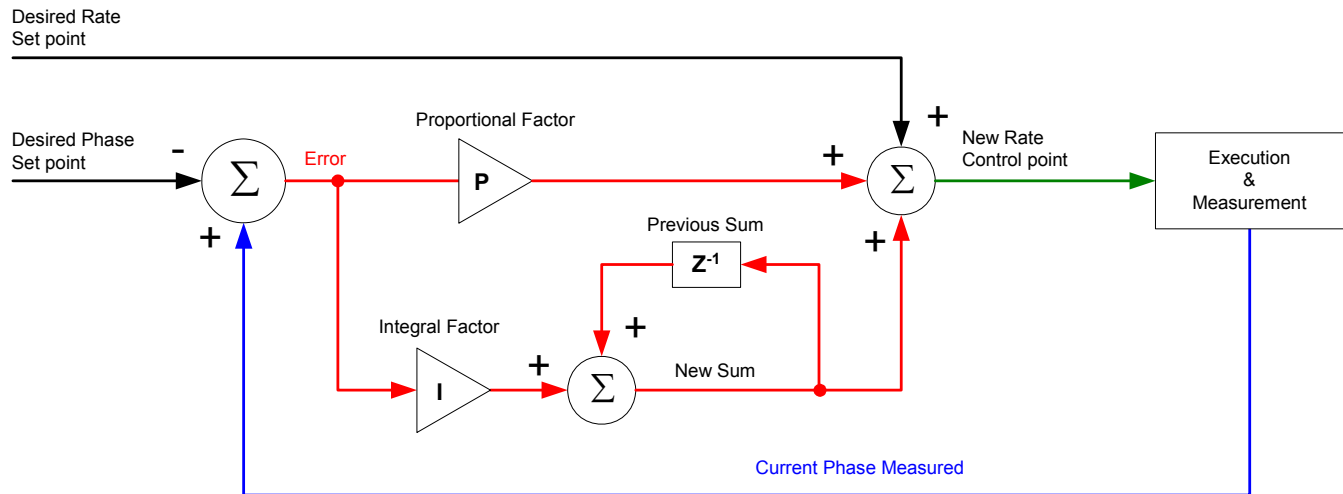 Desired Rate
Set point
+
Desired Phase
Set point
-
Σ
+
Error
Proportional Factor
P
+
Σ
+
New Rate
Control point
Execution
&
Measurement
Previous Sum
Z-1
+
Integral Factor
I
+
Σ
New Sum
Current Phase Measured